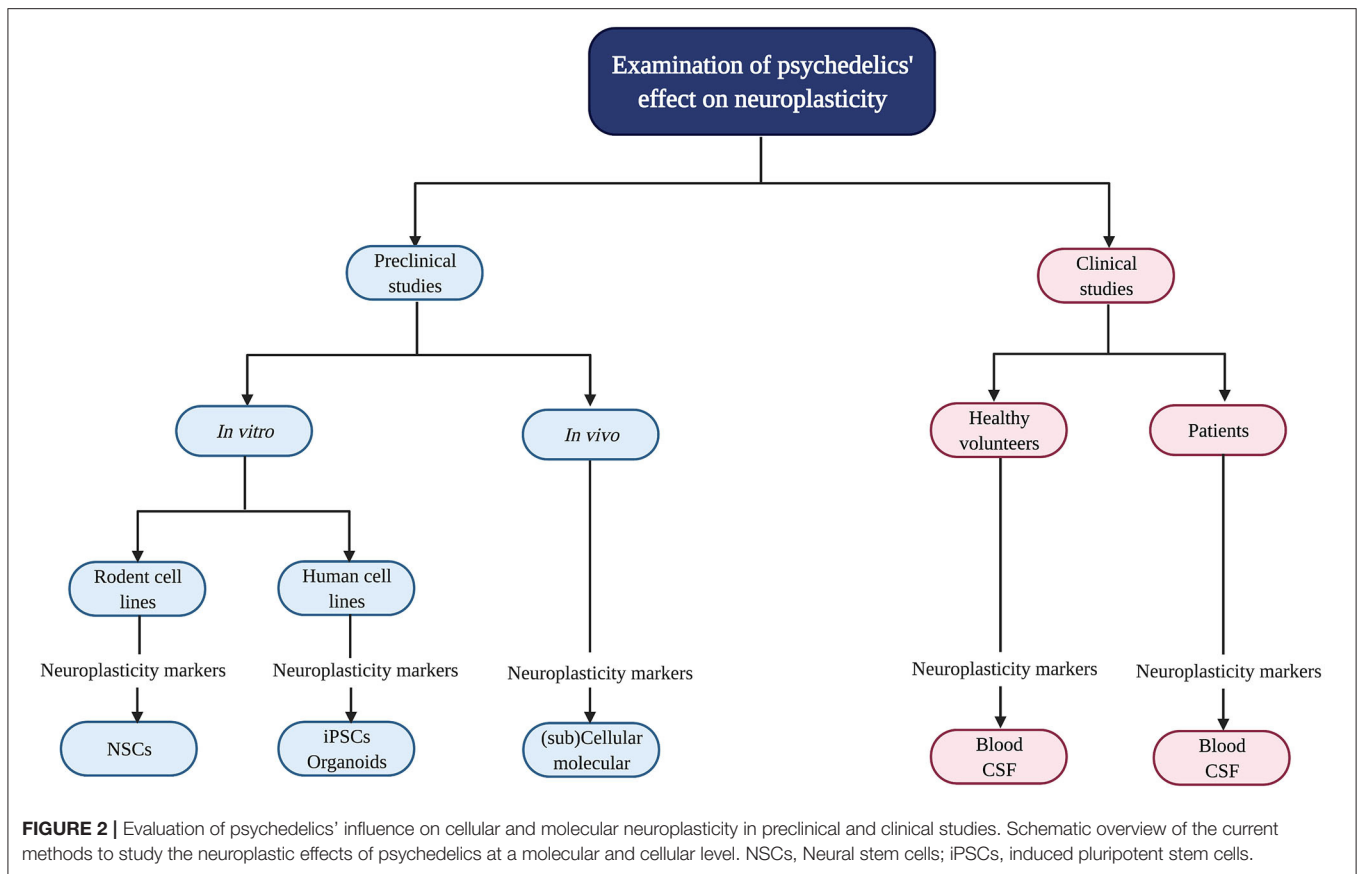 Examination of psychedelics'
effect on neuroplasticity
Preclinical
studies
Clinical
studies
In vitro
In vivo
Healthy
volunteers
Patients
Rodent cell
lines
Human cell
lines
Neuroplasticity markers
Neuroplasticity markers
Neuroplasticity markers
Neuroplasticity markers
Neuroplasticity markers
NSCs
iPSCs
Organoids
(sub)Cellular
molecular
Blood
CSF
Blood
CSF
FIGURE 2 | Evaluation of psychedelics' influence on cellular and molecular neuroplasticity in preclinical and clinical studies. Schematic overview of the current
methods to study the neuroplastic effects of psychedelics at a molecular and cellular level. NSCs, Neural stem cells; iPSCs, induced pluripotent stem cells.